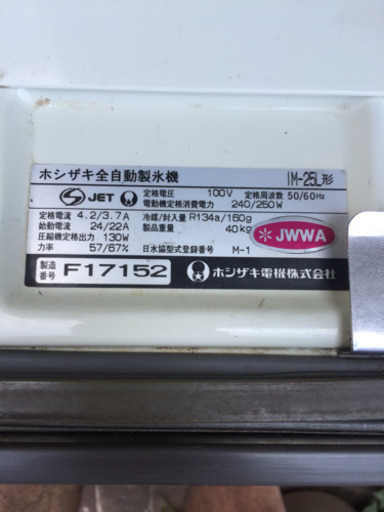 ホシザキ全自動製氷機 IM-25L形
S JET 定格電圧 100V 定格周波数 50/60Hz
電動機定格消費電力 240/250W
定格電流 4.2/3.7A 冷媒/封入量 R134a/160g
始動電流 24/22A 製品重量 40kg
圧縮機定格出力 130W
力率 57/67% 日水協型式登録番号 M-1
JWWA
製造番号 F17152 ホシザキ電機株式会社